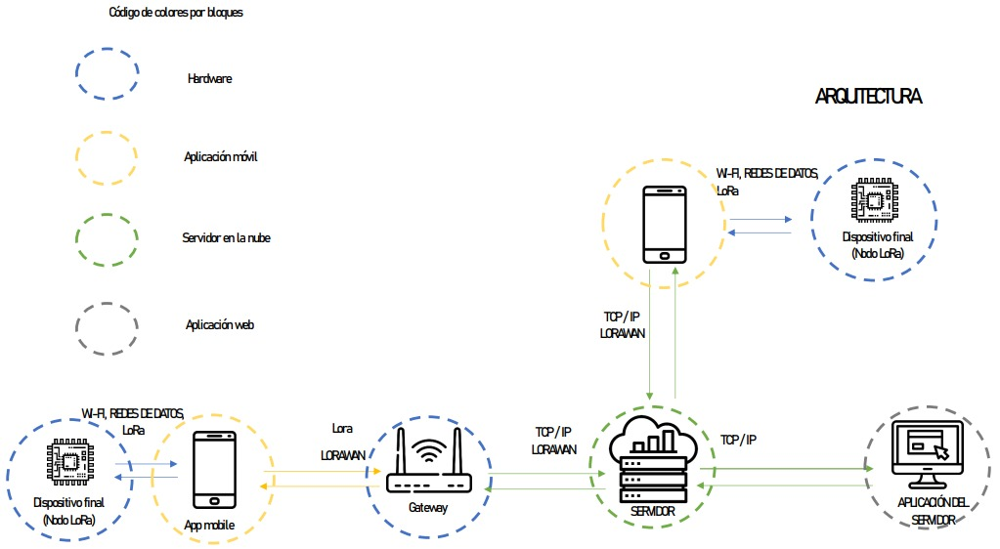 Código de colores por bloques
Hardware
ARQUITECTURA
Aplicación móvil
WI-FI, REDES DE DATOS,
LoRa
Dispositivo final
(Nodo LoRa)
Servidor en la nube
TCP / IP
LORAWAN
Aplicación web
WI-FI, REDES DE DATOS,
LoRa
Dispositivo final
(Nodo LoRa)
App mobile
Lora
LORAWAN
Gateway
TCP / IP
LORAWAN
SERVIDOR
TCP / IP
APLICACIÓN DEL
SERVIDOR